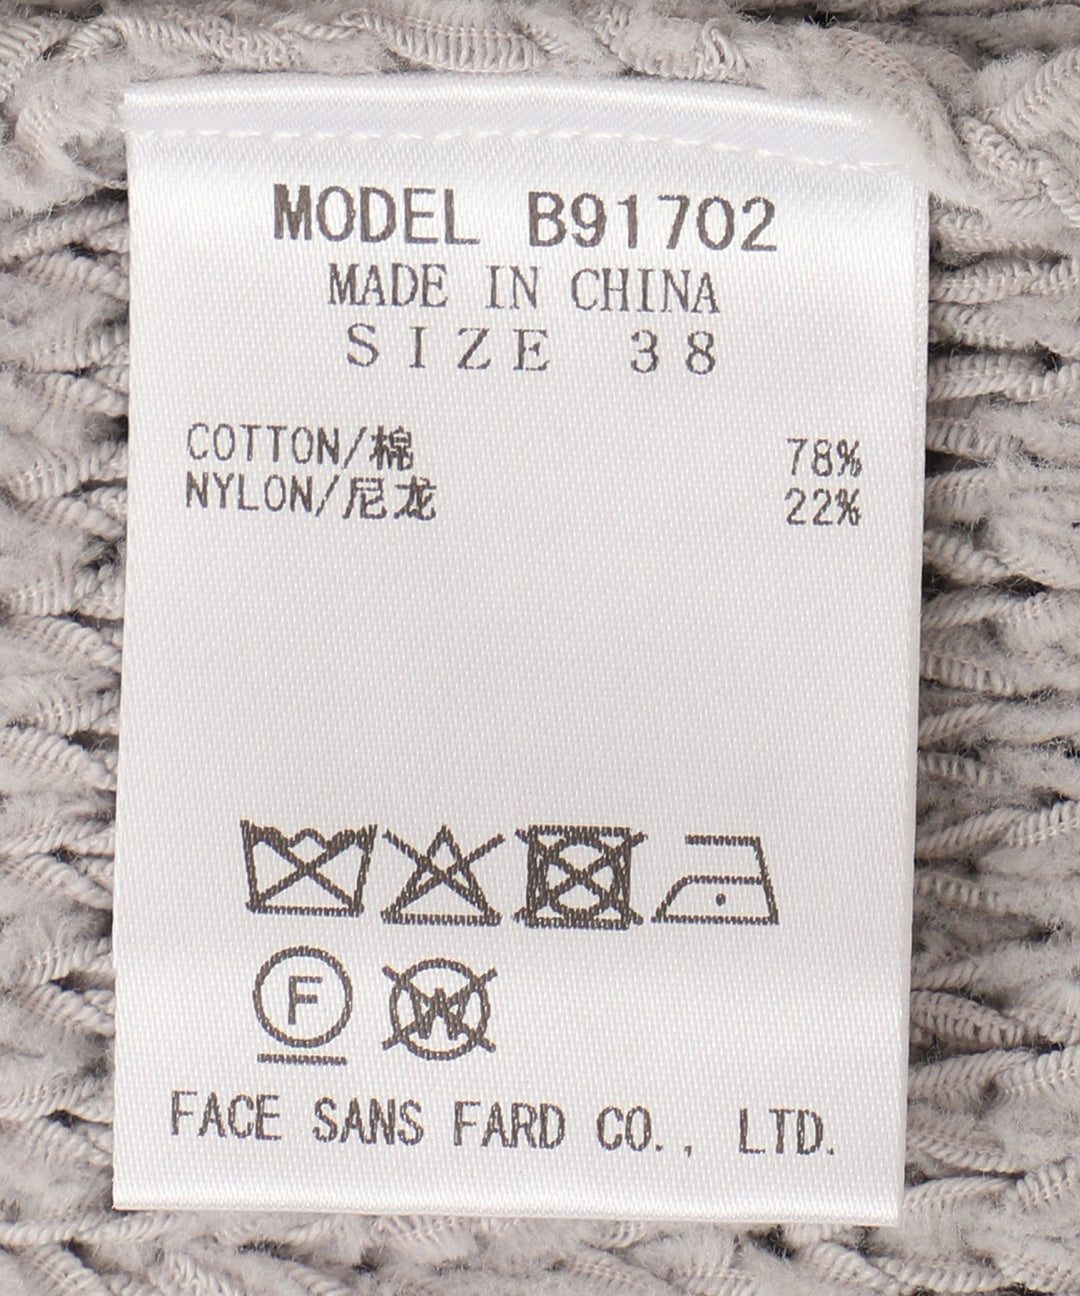 MODEL B91702
MADE IN CHINA
SIZE 38
COTTON/棉 78%
NYLON/尼龙 22%
F
W
FACE SANS FARD CO., LTD.